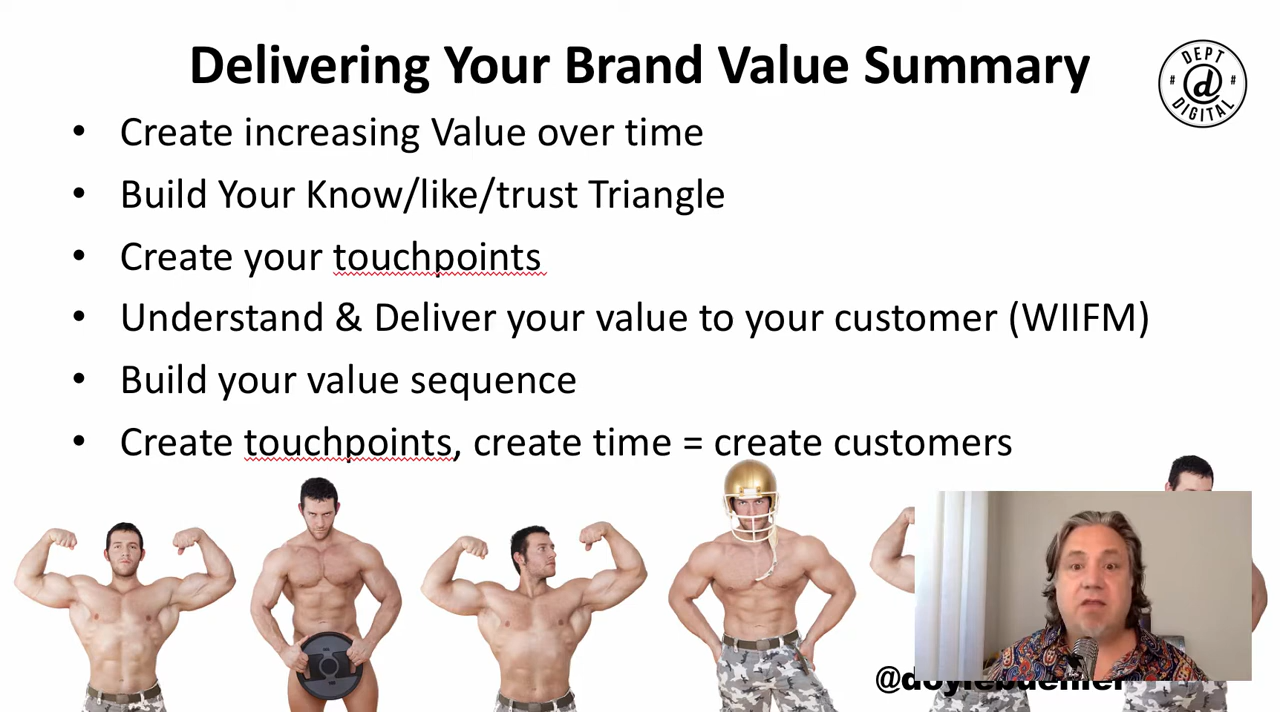 Delivering Your Brand Value Summary
DEPT
# @ #
DIGITAL
• Create increasing Value over time
• Build Your Know/like/trust Triangle
• Create your touchpoints
• Understand & Deliver your value to your customer (WIIFM)
• Build your value sequence
• Create touchpoints, create time = create customers